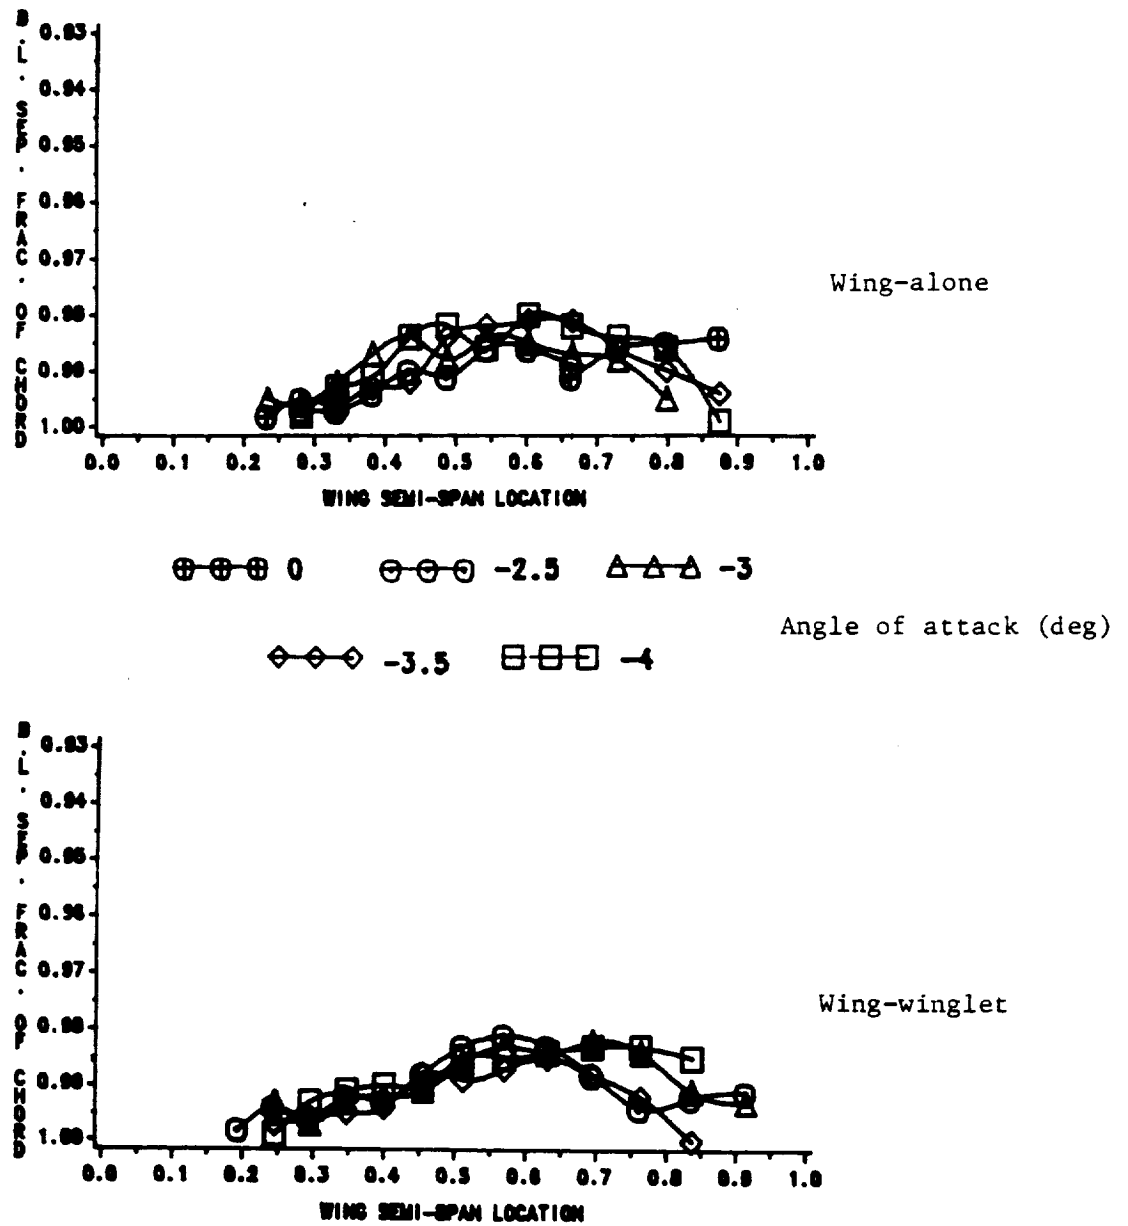 B.L. SEP. FRAC. OF CHORD
0.93
0.94
0.95
0.96
0.97
0.98
0.99
1.00
0.0 0.1 0.2 0.3 0.4 0.5 0.6 0.7 0.8 0.9 1.0
WING SEMI-SPAN LOCATION
Wing-alone
0 -2.5 -3
Angle of attack (deg)
-3.5 -4
B.L. SEP. FRAC. OF CHORD
0.93
0.94
0.95
0.96
0.97
0.98
0.99
1.00
0.0 0.1 0.2 0.3 0.4 0.5 0.6 0.7 0.8 0.9 1.0
WING SEMI-SPAN LOCATION
Wing-winglet